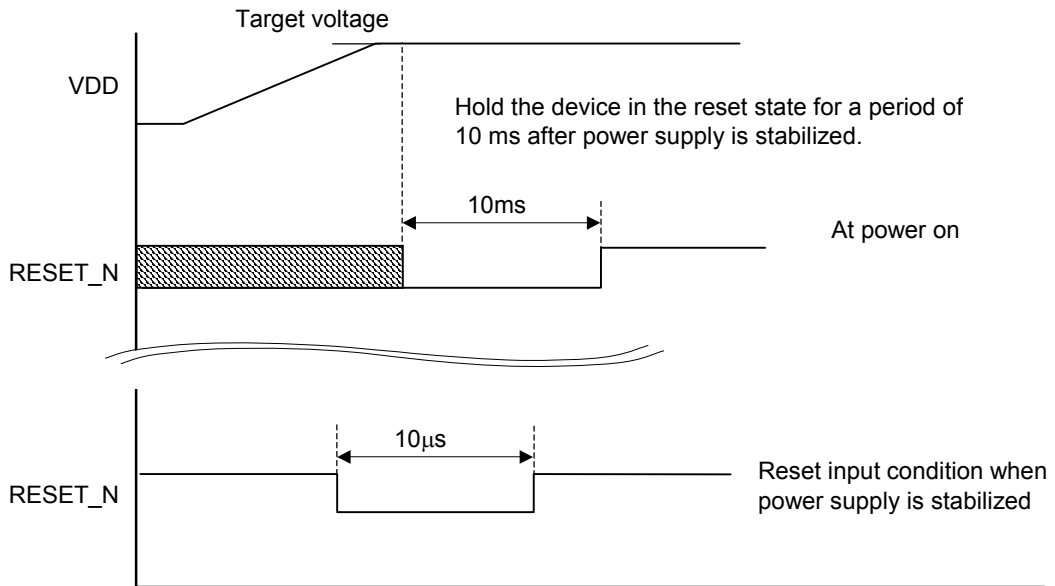 Target voltage
VDD
Hold the device in the reset state for a period of
10 ms after power supply is stabilized.
10ms
At power on
RESET_N
10μs
Reset input condition when
power supply is stabilized
RESET_N